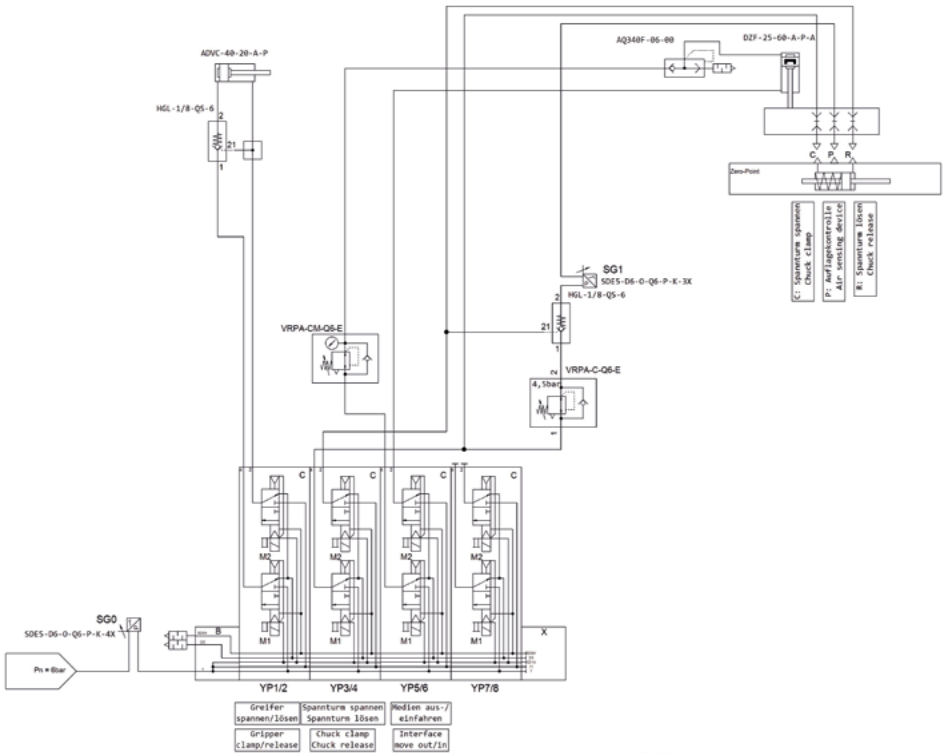 AQ340F-06-00
DZF-25-60-A-P-A
ADVC-40-20-A-P
HGL-1/8-QS-6
2
21
1
C
P
R
Zero-Point
C: Spannturm spannen
Chuck clamp
P: Auflagekontrolle
Air sensing device
R: Spannturm lösen
Chuck release
SG1
SDE5-D6-O-Q6-P-K-3X
2
HGL-1/8-QS-6
21
1
VRPA-CM-Q6-E
2
VRPA-C-Q6-E
4,5bar
1
C
C
C
C
M2
M2
M2
M2
M1
M1
M1
M1
SG0
SDE5-D6-O-Q6-P-K-4X
B
X
Pn = 6bar
YP1/2
YP3/4
YP5/6
YP7/8
Greifer
spannen/lösen
Spannturm spannen
Spannturm lösen
Medien aus-/
einfahren
Gripper
clamp/release
Chuck clamp
Chuck release
Interface
move out/in